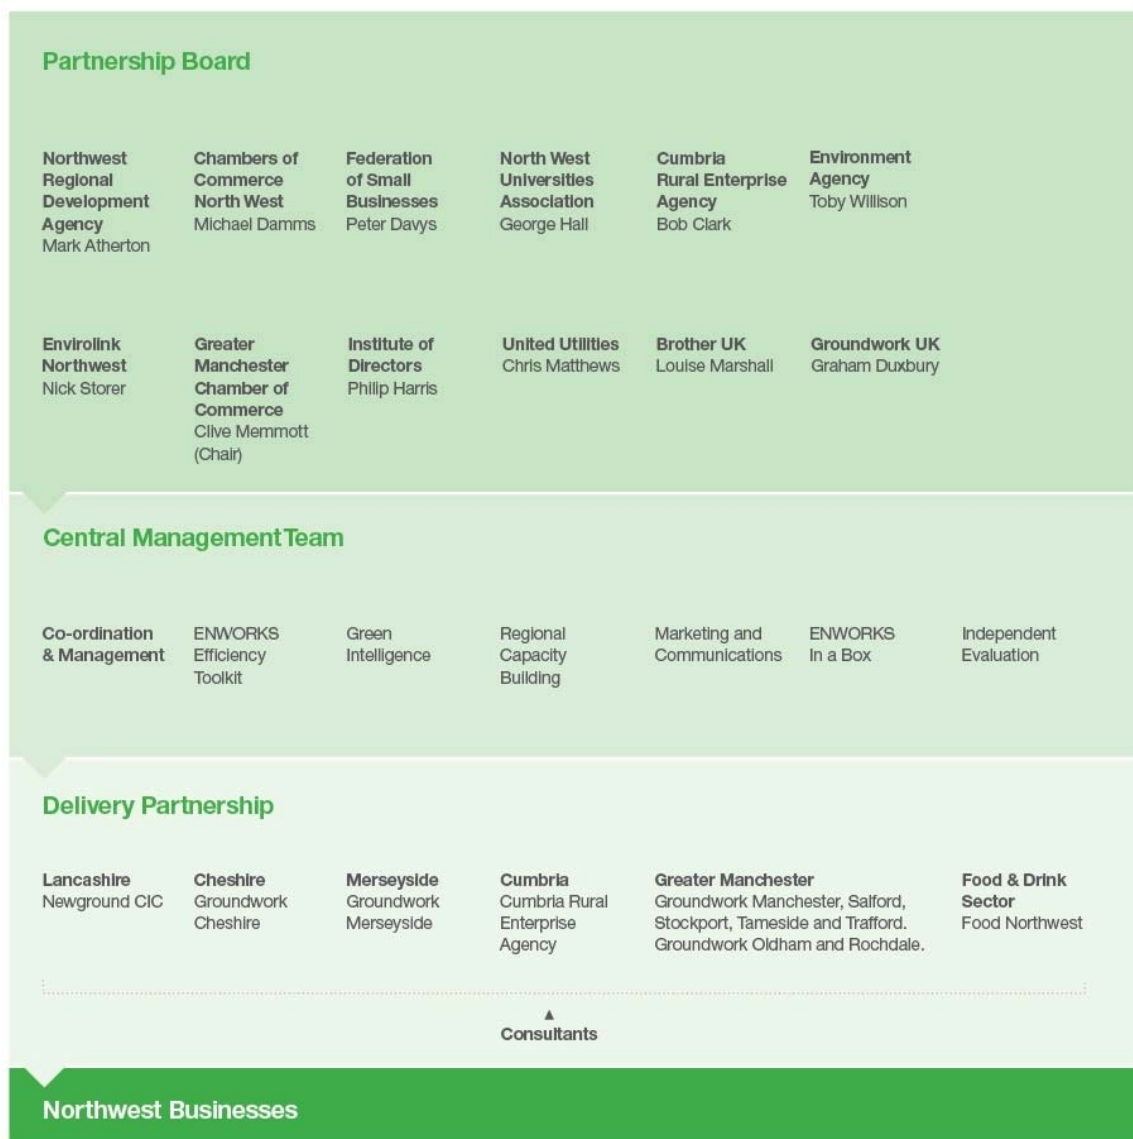 Partnership Board
Northwest
Regional
Development
Agency
Mark Atherton
Chambers of
Commerce
North West
Michael Damms
Federation
of Small
Businesses
Peter Davys
North West
Universities
Association
George Hall
Cumbria
Rural Enterprise
Agency
Bob Clark
Environment
Agency
Toby Willison
Envirolink
Northwest
Nick Storer
Greater
Manchester
Chamber of
Commerce
Clive Memmott
(Chair)
Institute of
Directors
Philip Harris
United Utilities
Chris Matthews
Brother UK
Louise Marshall
Groundwork UK
Graham Duxbury
Central Management Team
Co-ordination
& Management
ENWORKS
Efficiency
Toolkit
Green
Intelligence
Regional
Capacity
Building
Marketing and
Communications
ENWORKS
In a Box
Independent
Evaluation
Delivery Partnership
Lancashire
Newground CIC
Cheshire
Groundwork
Cheshire
Merseyside
Groundwork
Merseyside
Cumbria
Cumbria Rural
Enterprise
Agency
Greater Manchester
Groundwork Manchester, Salford,
Stockport, Tameside and Trafford.
Groundwork Oldham and Rochdale.
Food & Drink
Sector
Food Northwest
Consultants
Northwest Businesses